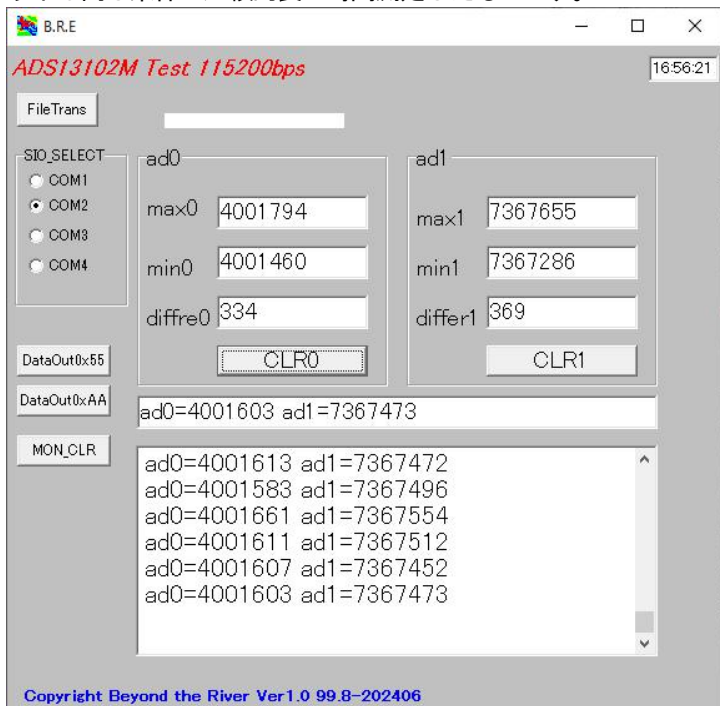 B.R.E
ADS13102M Test 115200bps
16:56:21
FileTrans
SIO_SELECT
COM1
COM2
COM3
COM4
ad0
max0 4001794
min0 4001460
diffre0 334
CLR0
ad1
max1 7367655
min1 7367286
differ1 369
CLR1
DataOut0x55
DataOut0xAA
MON_CLR
ad0=4001603 ad1=7367473
ad0=4001613 ad1=7367472
ad0=4001583 ad1=7367496
ad0=4001661 ad1=7367554
ad0=4001611 ad1=7367512
ad0=4001607 ad1=7367452
ad0=4001603 ad1=7367473
Copyright Beyond the River Ver1.0 99.8-202406